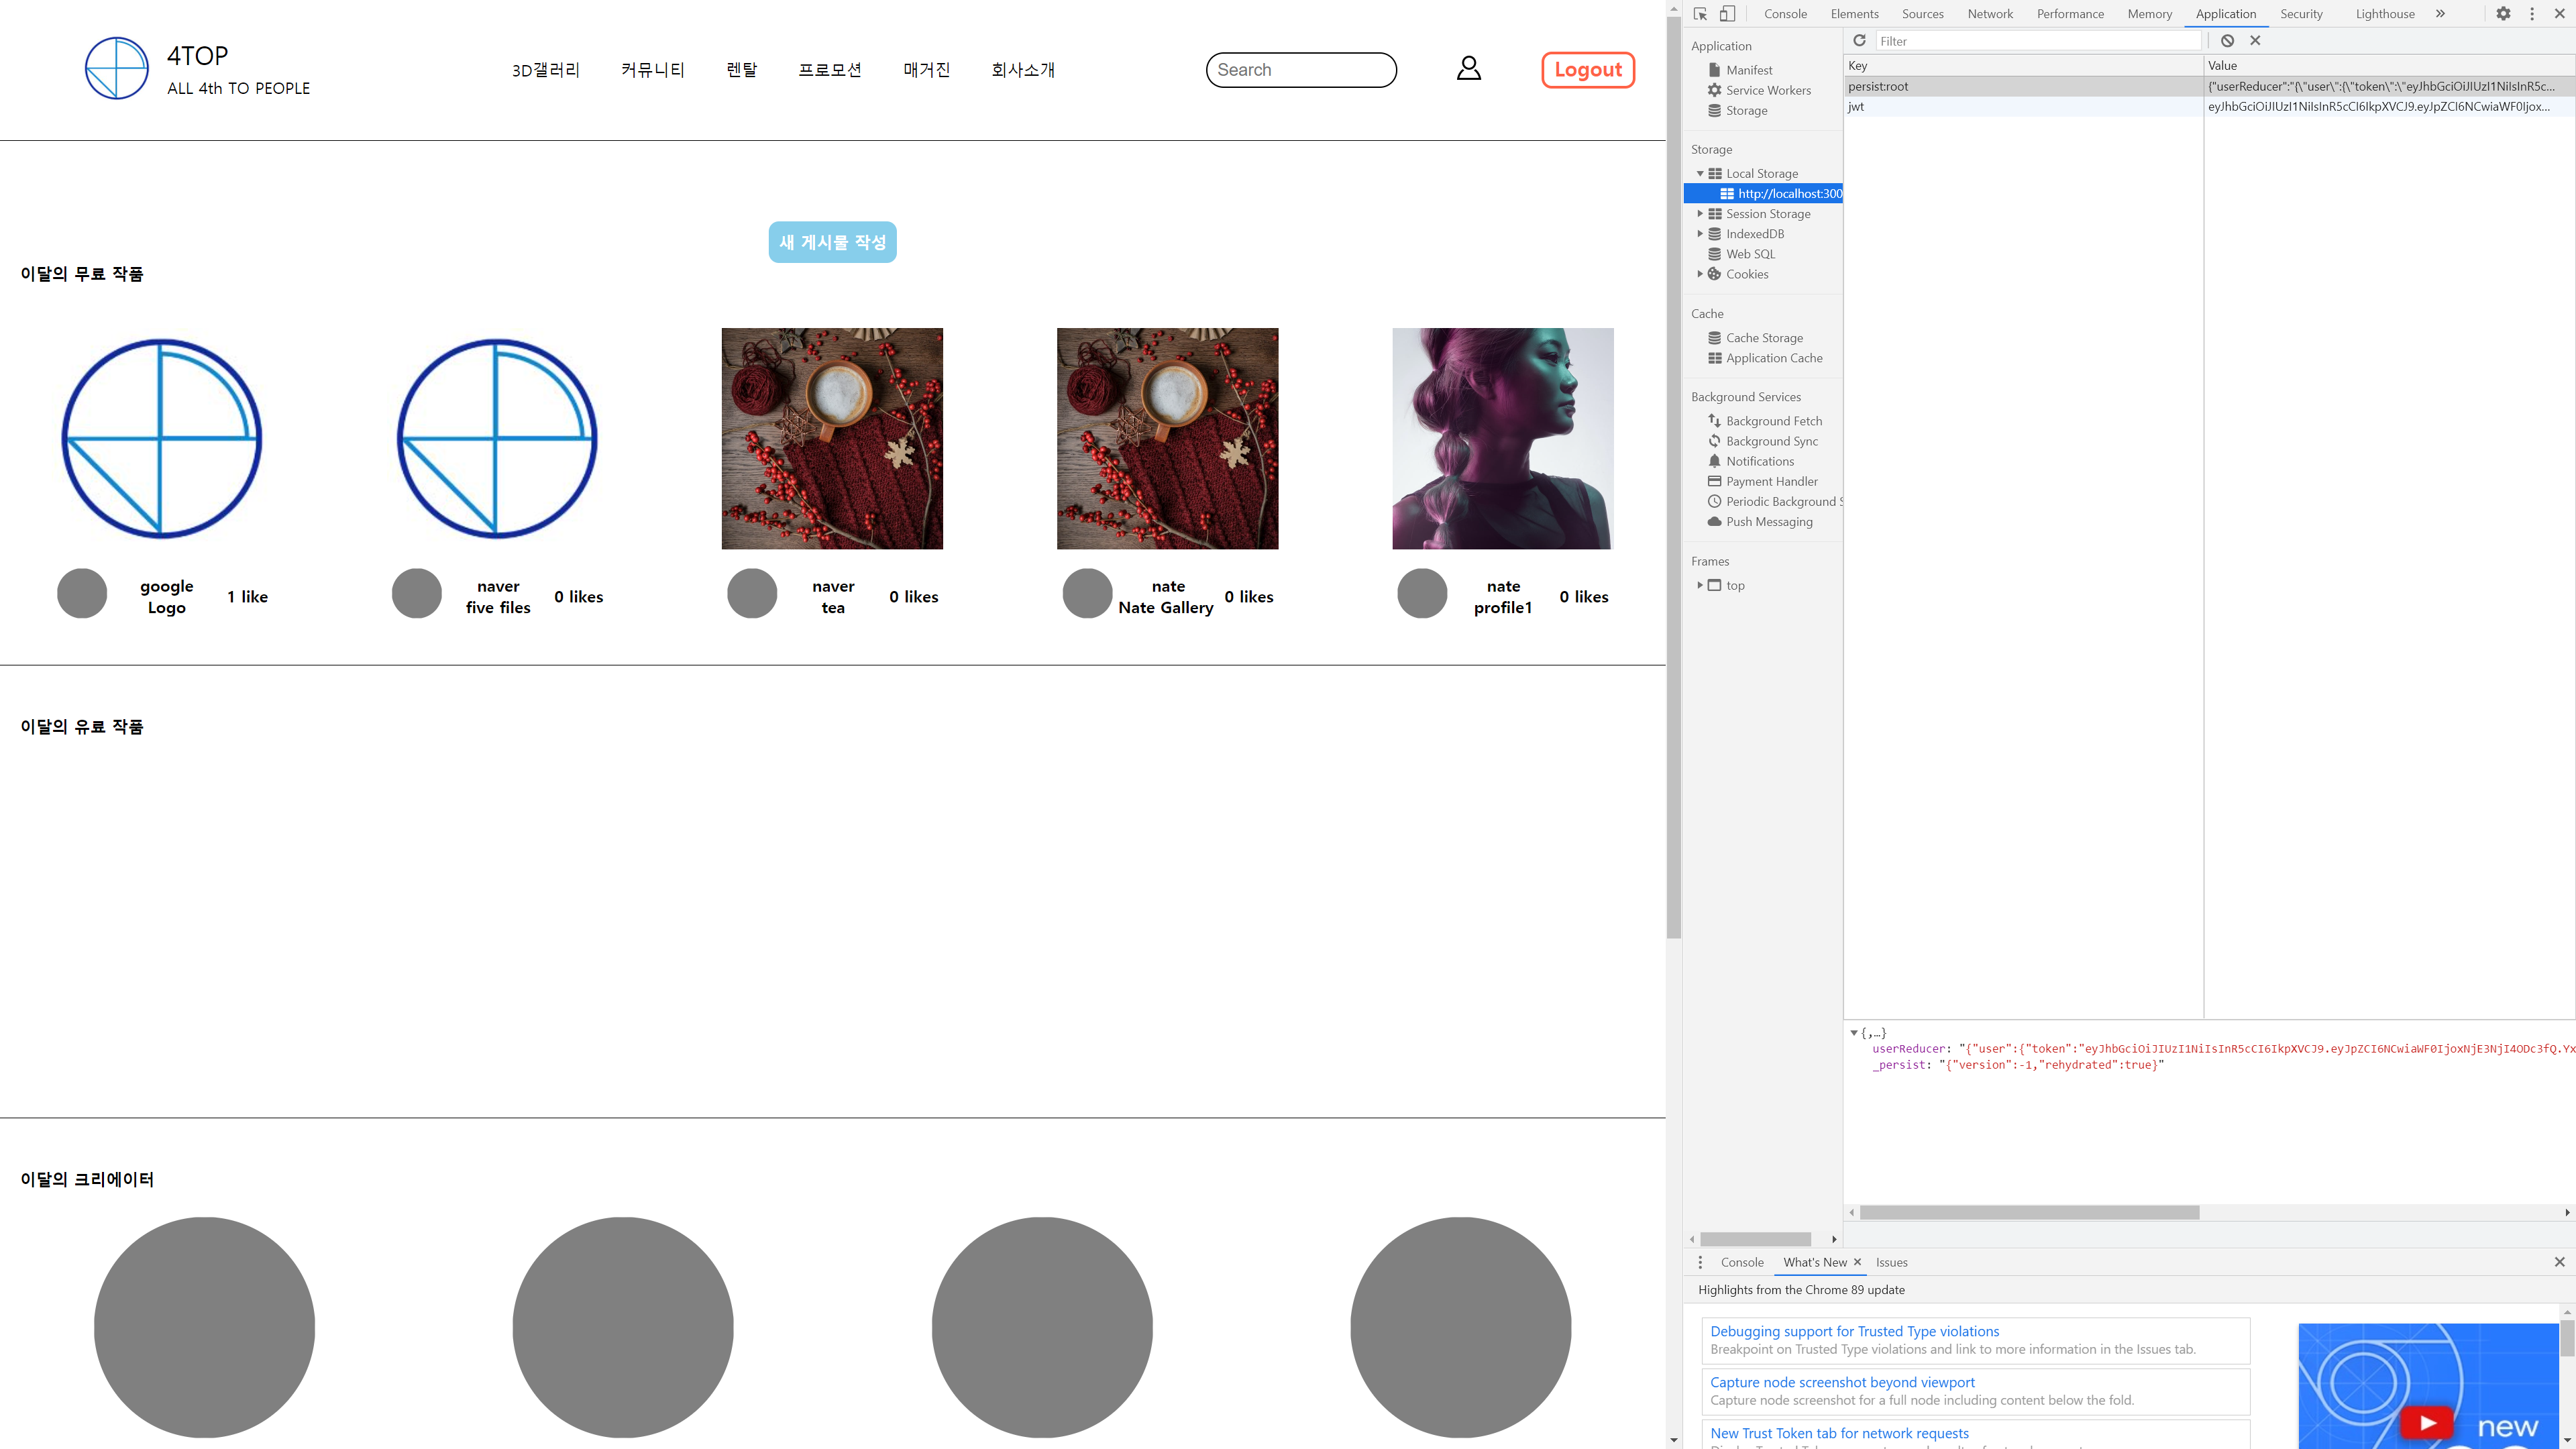 4TOP
ALL 4th TO PEOPLE
3D갤러리 커뮤니티 렌탈 프로모션 매거진 회사소개
Search
Logout
새 게시물 작성
이달의 무료 작품
google
Logo
1 like
naver
five files
0 likes
naver
tea
0 likes
nate
Nate Gallery
0 likes
nate
profile1
0 likes
이달의 유료 작품
이달의 크리에이터
Console Elements Sources Network Performance Memory Application Security Lighthouse
Application
Manifest
Service Workers
Storage
Storage
Local Storage
http://localhost:300
Session Storage
IndexedDB
Web SQL
Cookies
Cache
Cache Storage
Application Cache
Background Services
Background Fetch
Background Sync
Notifications
Payment Handler
Periodic Background S
Push Messaging
Frames
top
Filter
Key Value
persist:root {"userReducer":"{\"user\":{\"token\":\"eyJhbGciOiJIUzI1NiIsInR5c...
jwt eyJhbGciOiJIUzI1NiIsInR5cCI6IkpXVCJ9.eyJpZCI6NCwiaWF0Ijox...
{,…}
userReducer: "{"user":{"token":"eyJhbGciOiJIUzI1NiIsInR5cCI6IkpXVCJ9.eyJpZCI6NCwiaWF0IjoxNjE3NjI4ODc3fQ.Yx
_persist: "{"version":-1,"rehydrated":true}"
Console What's New Issues
Highlights from the Chrome 89 update
Debugging support for Trusted Type violations
Breakpoint on Trusted Type violations and link to more information in the Issues tab.
Capture node screenshot beyond viewport
Capture node screenshot for a full node including content below the fold.
New Trust Token tab for network requests
new